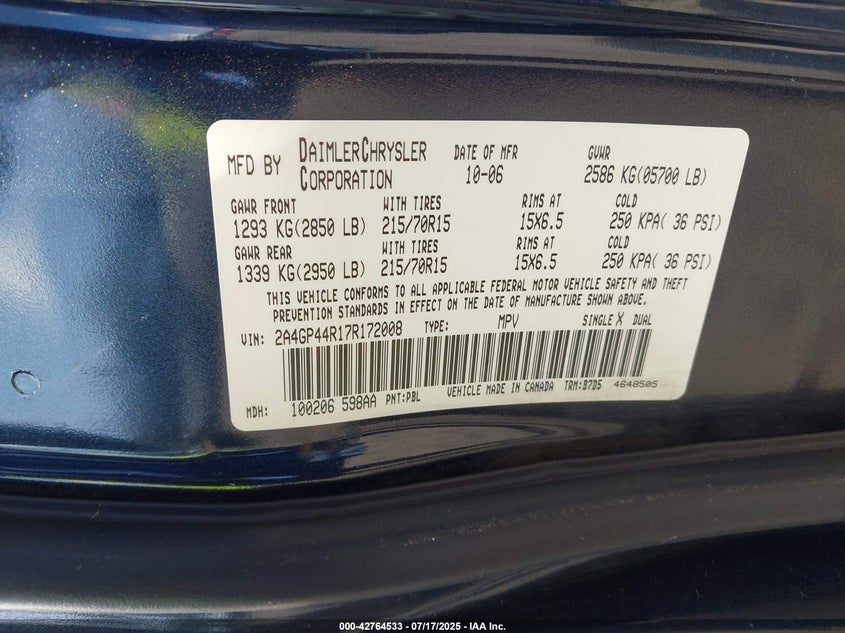 MFD BY DAIMLERCHRYSLER CORPORATION DATE OF MFR 10-06 GVWR 2586 KG(05700 LB)
GAWR FRONT WITH TIRES RIMS AT COLD
1293 KG(2850 LB) 215/70R15 15X6.5 250 KPA( 36 PSI)
GAWR REAR WITH TIRES RIMS AT COLD
1339 KG(2950 LB) 215/70R15 15X6.5 250 KPA( 36 PSI)
THIS VEHICLE CONFORMS TO ALL APPLICABLE FEDERAL MOTOR VEHICLE SAFETY AND THEFT
PREVENTION STANDARDS IN EFFECT ON THE DATE OF MANUFACTURE SHOWN ABOVE.
VIN: 2A4GP44R17R172008 TYPE: MPV SINGLE X DUAL
MDH: 100206 598AA PNT:PBL VEHICLE MADE IN CANADA TRM:B7D5 4648505
000-42764533 - 07/17/2025 - IAA Inc.